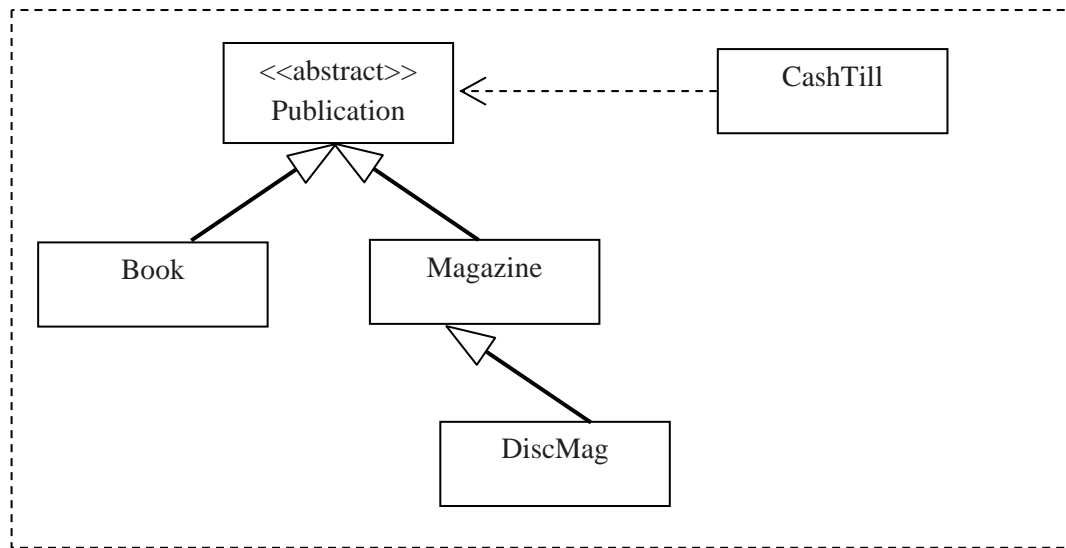 <<abstract>>
Publication
CashTill
Book
Magazine
DiscMag